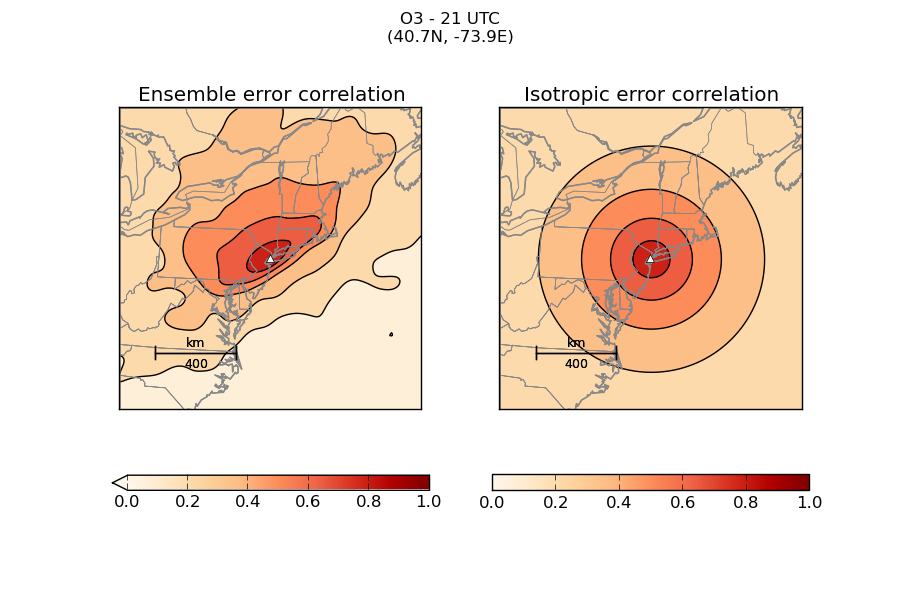 O3 - 21 UTC
(40.7N, -73.9E)
Ensemble error correlation
Isotropic error correlation
km
400
km
400
0.0 0.2 0.4 0.6 0.8 1.0
0.0 0.2 0.4 0.6 0.8 1.0